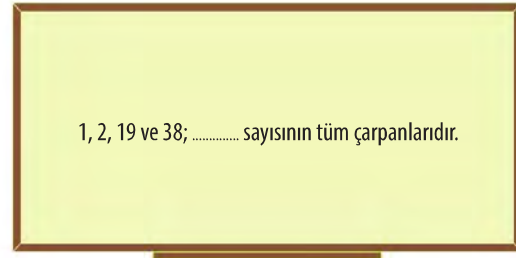 1, 2, 19 ve 38; .............. sayısının tüm çarpanlarıdır.